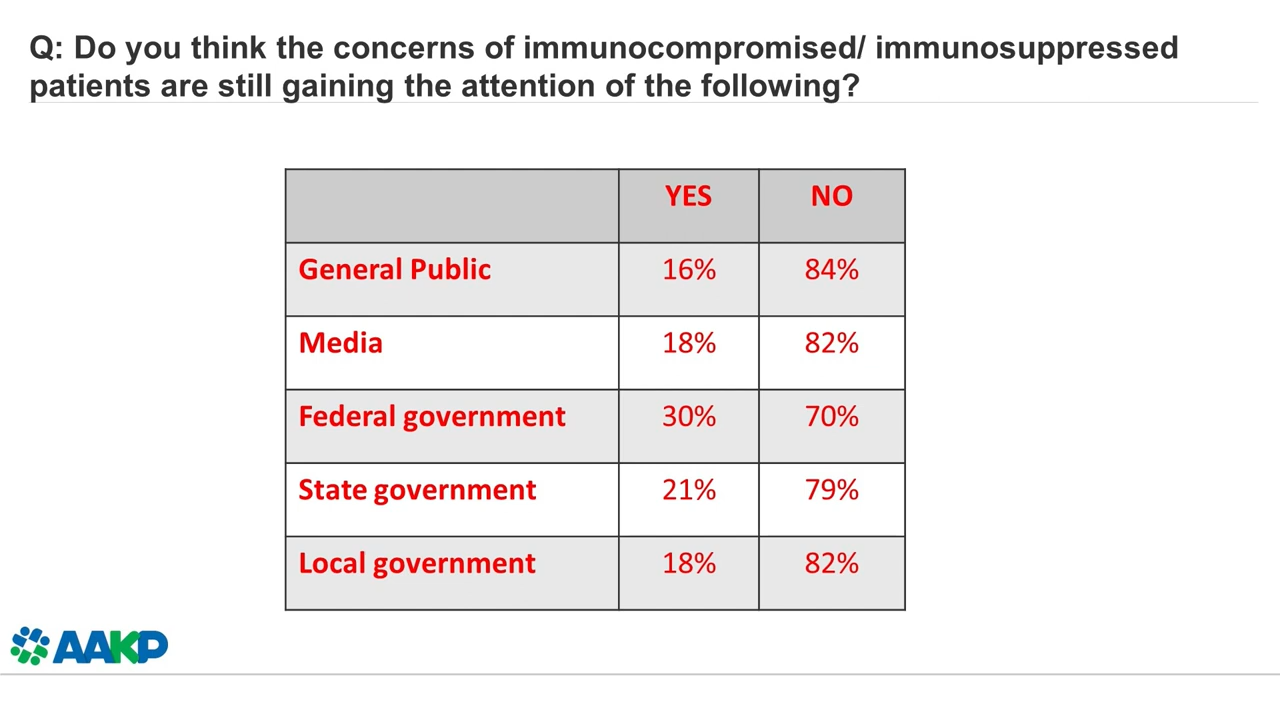 Q: Do you think the concerns of immunocompromised/ immunosuppressed
patients are still gaining the attention of the following?
YES NO
General Public 16% 84%
Media 18% 82%
Federal government 30% 70%
State government 21% 79%
Local government 18% 82%
AAKP